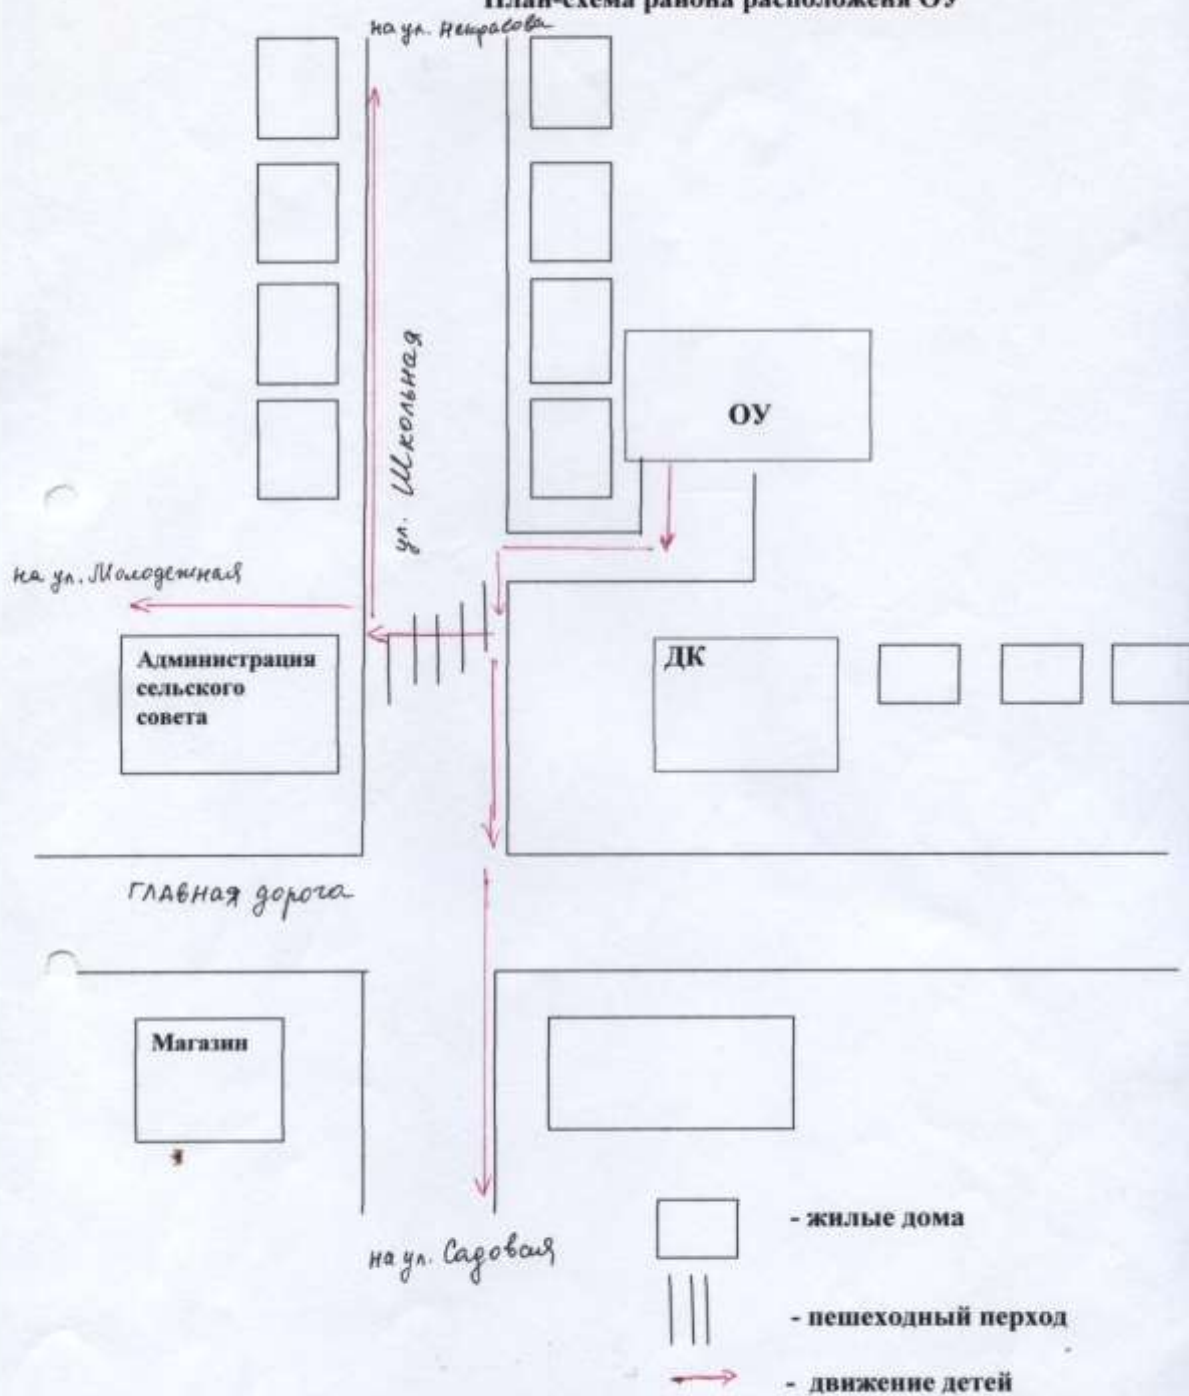 План-схема района расположеня ОУ
на ул. Некрасова
ул. Школьная
ОУ
на ул. Молодежная
Администрация
сельского
совета
ДК
главная дорога
Магазин
на ул. Садовая
- жилые дома
- пешеходный перход
- движение детей